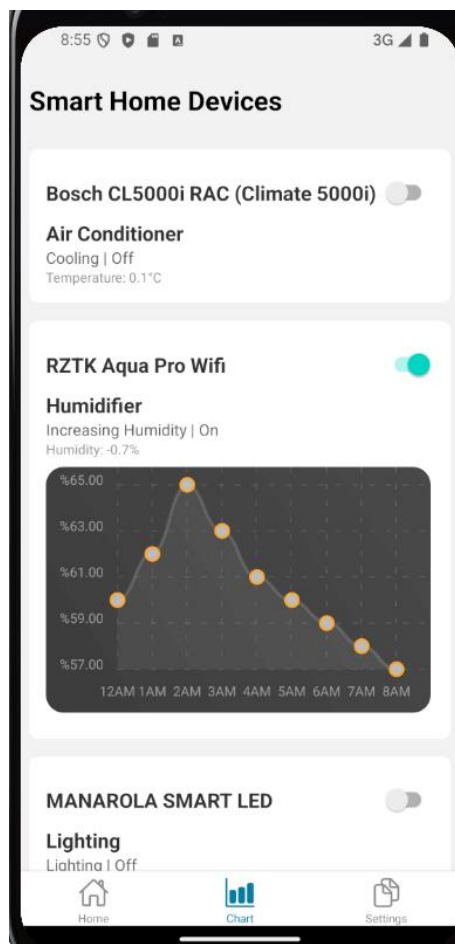 8:55
3G
Smart Home Devices
Bosch CL5000i RAC (Climate 5000i)
Air Conditioner
Cooling | Off
Temperature: 0.1°C
RZTK Aqua Pro Wifi
Humidifier
Increasing Humidity | On
Humidity: -0.7%
%65.00
%63.00
%61.00
%59.00
%57.00
12AM 1AM 2AM 3AM 4AM 5AM 6AM 7AM 8AM
MANAROLA SMART LED
Lighting
Lighting | Off
Home
Chart
Settings